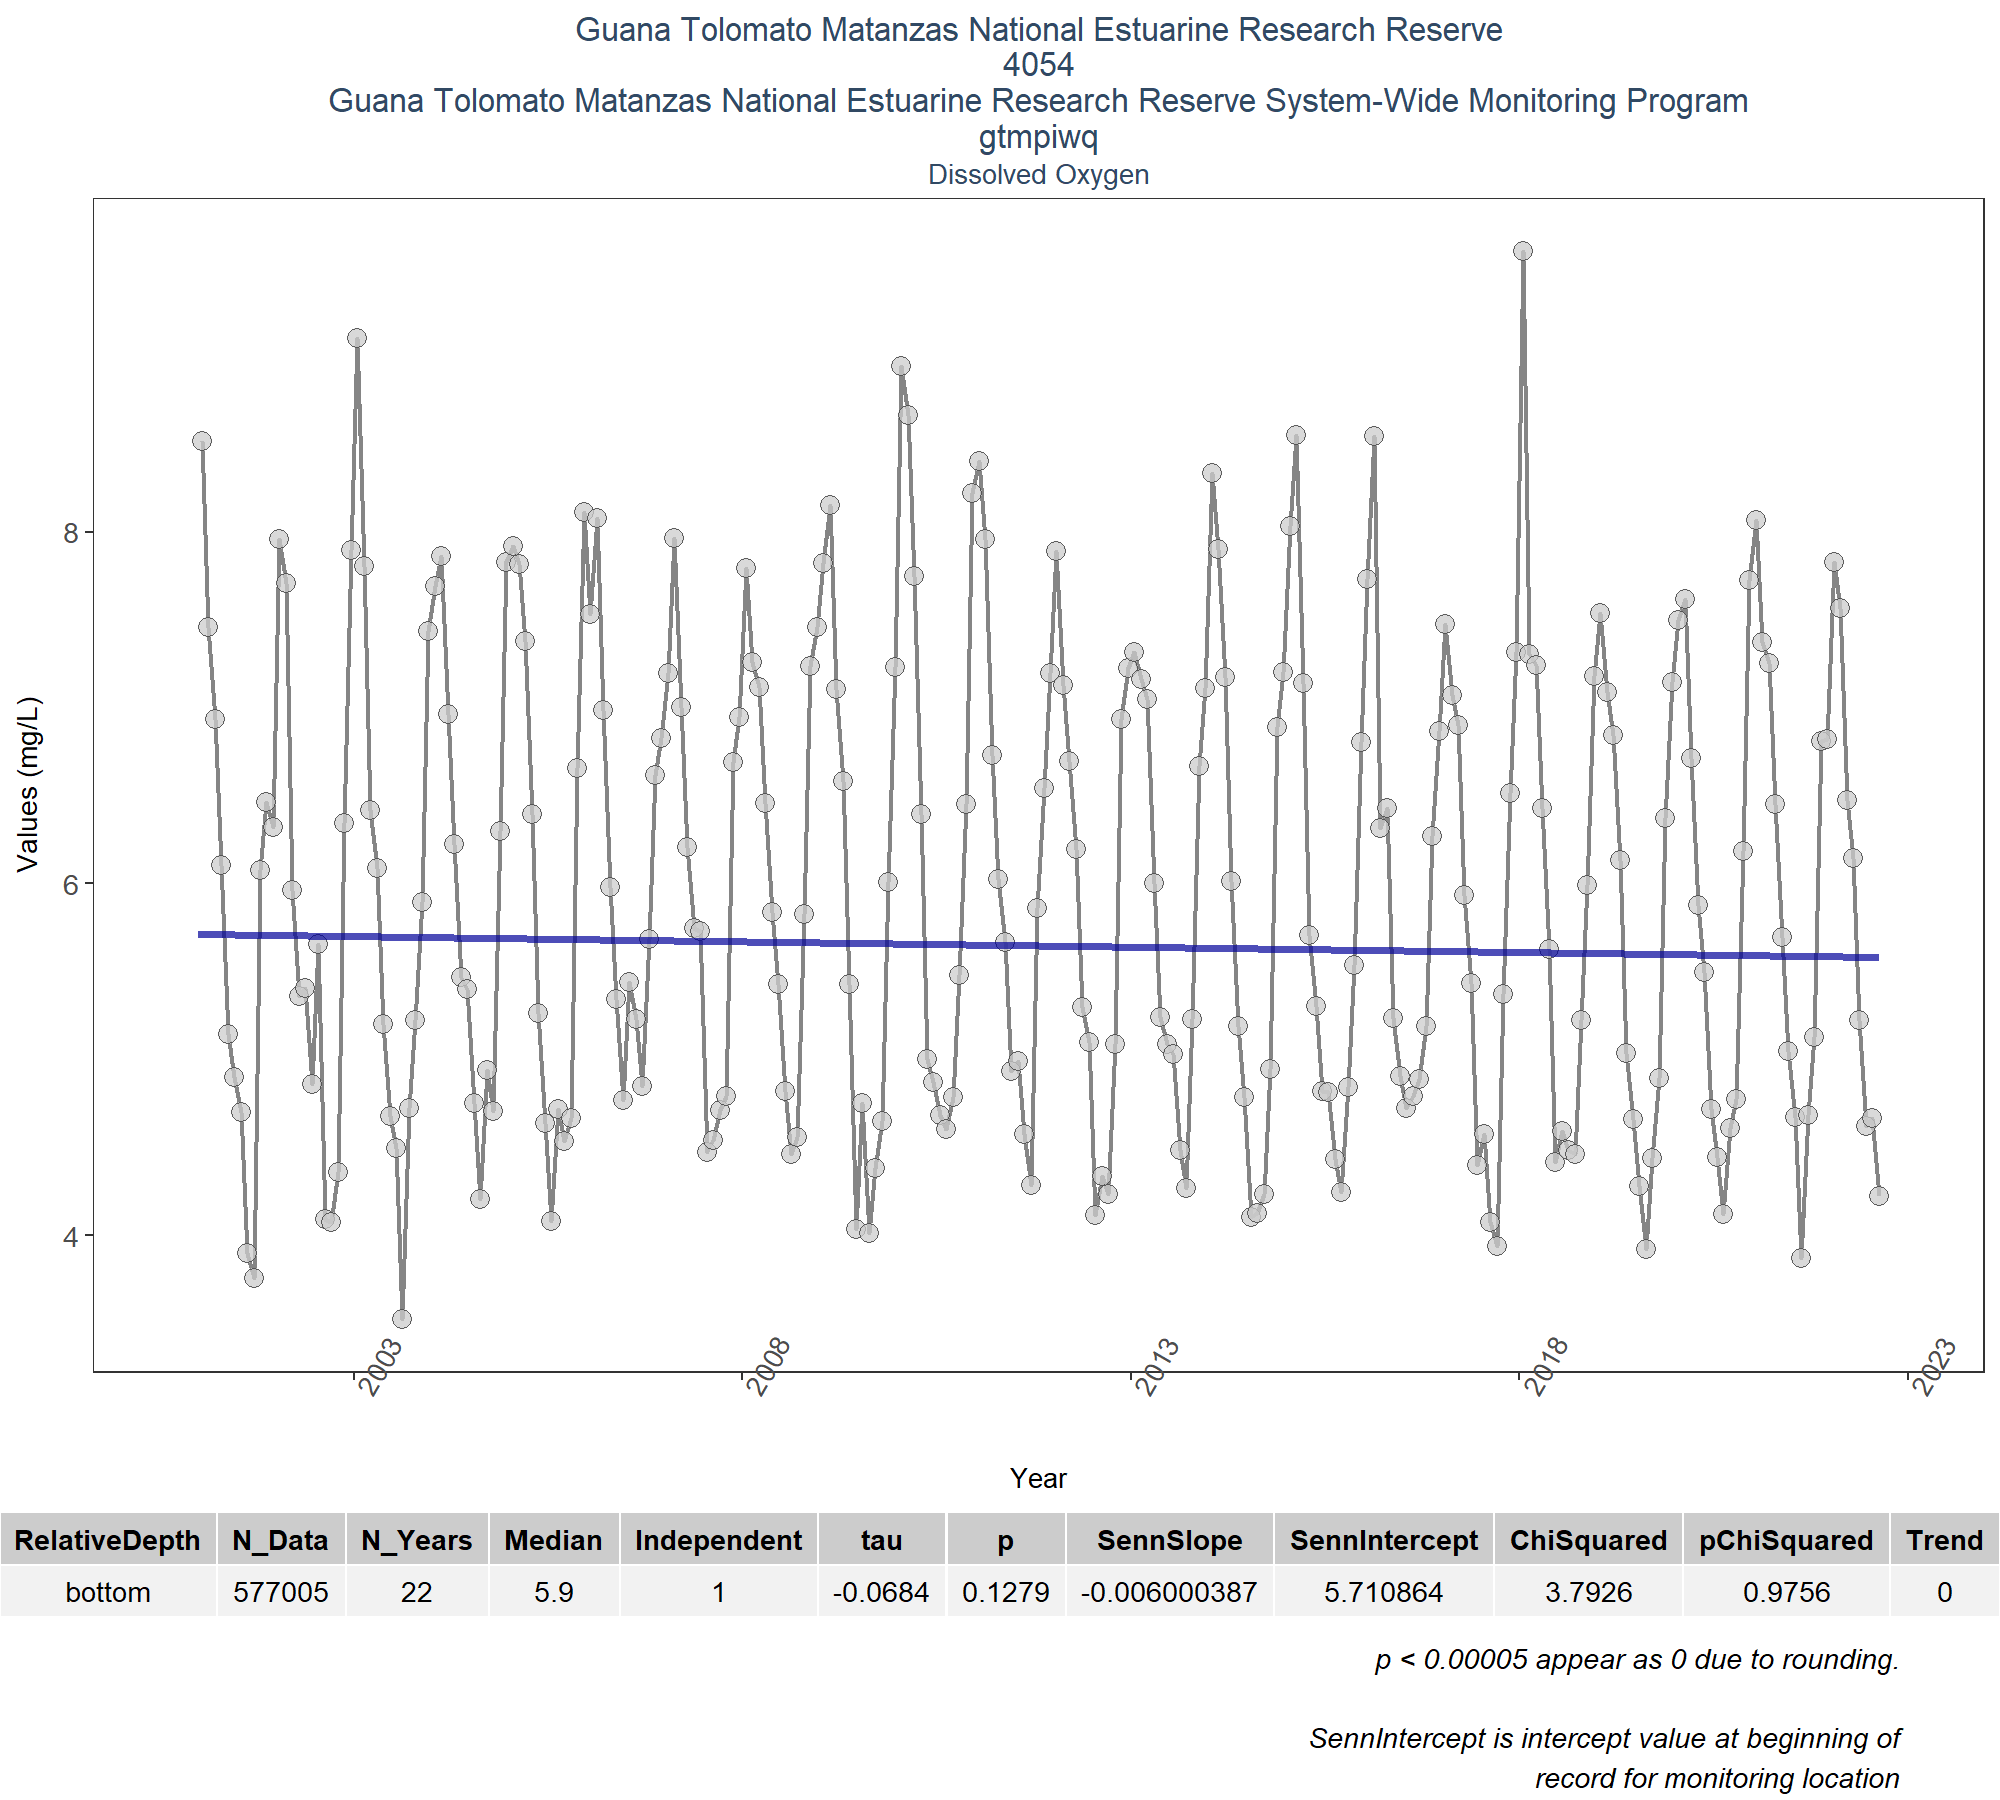 Guana Tolomato Matanzas National Estuarine Research Reserve
4054
Guana Tolomato Matanzas National Estuarine Research Reserve System-Wide Monitoring Program
gtmpiwq
Dissolved Oxygen
Values (mg/L)
8
6
4
2003 2008 2013 2018 2023
Year
RelativeDepth N_Data N_Years Median Independent tau p SennSlope SennIntercept ChiSquared pChiSquared Trend
bottom 577005 22 5.9 1 -0.0684 0.1279 -0.006000387 5.710864 3.7926 0.9756 0
p < 0.00005 appear as 0 due to rounding.
SennIntercept is intercept value at beginning of
record for monitoring location